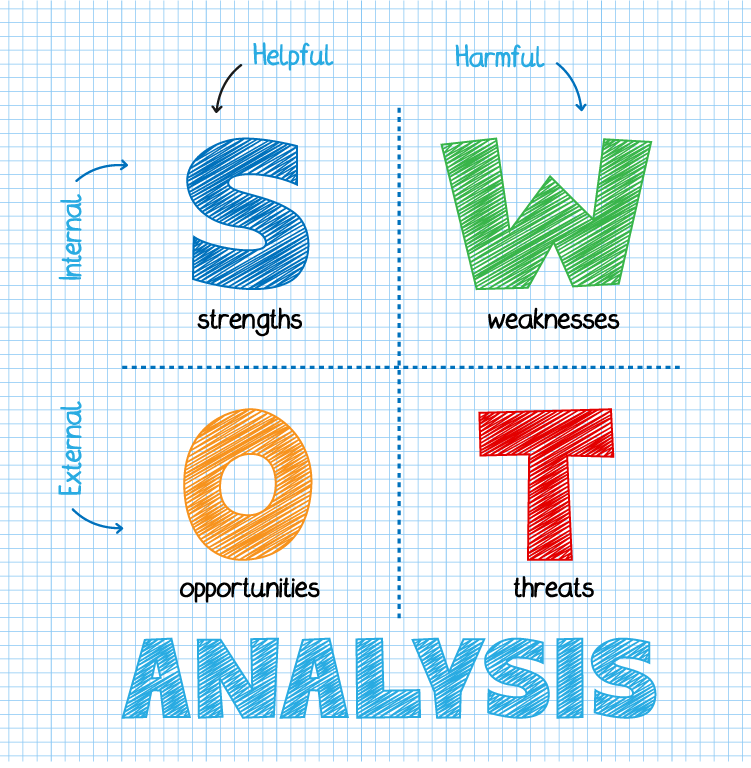 Helpful
Harmful
Internal
S
W
strengths
weaknesses
External
O
T
opportunities
threats
ANALYSIS